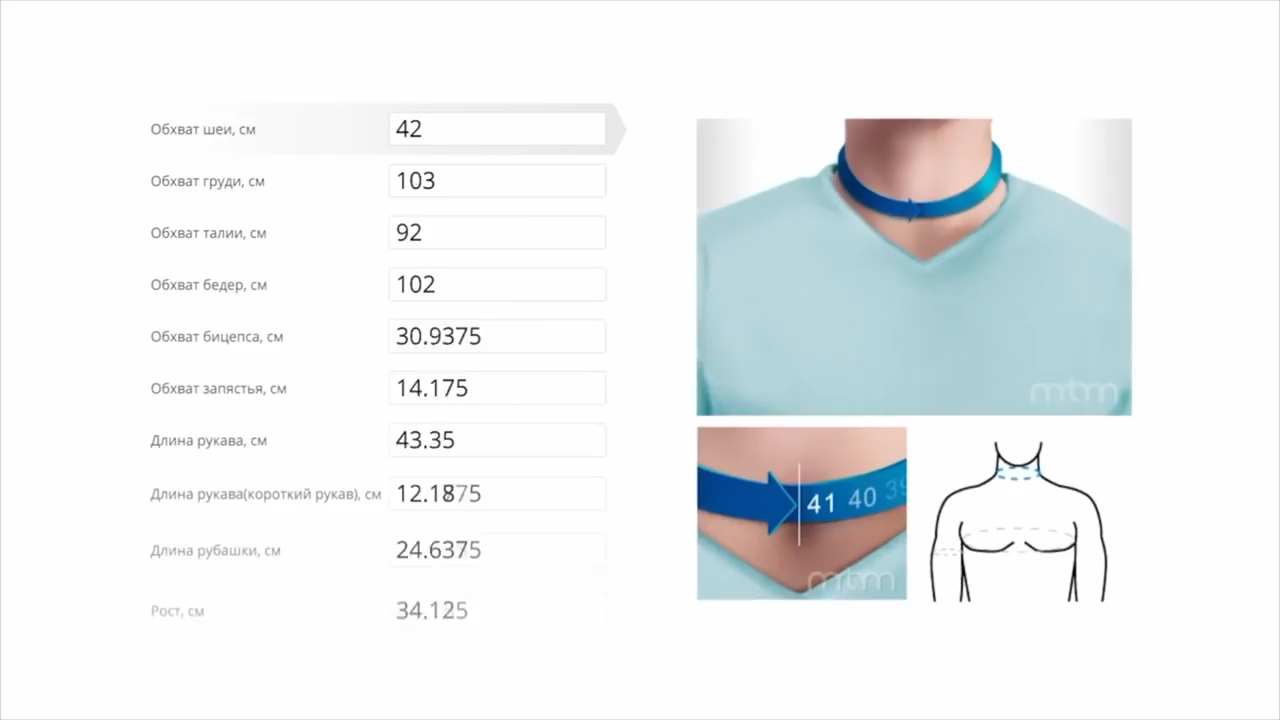 Обхват шеи, см 42
Обхват груди, см 103
Обхват талии, см 92
Обхват бедер, см 102
Обхват бицепса, см 30.9375
Обхват запястья, см 14.175
Длина рукава, см 43.35
Длина рукава(короткий рукав), см 12.1875
Длина рубашки, см 24.6375
Рост, см 34.125
mtm
41 40 39
mtm